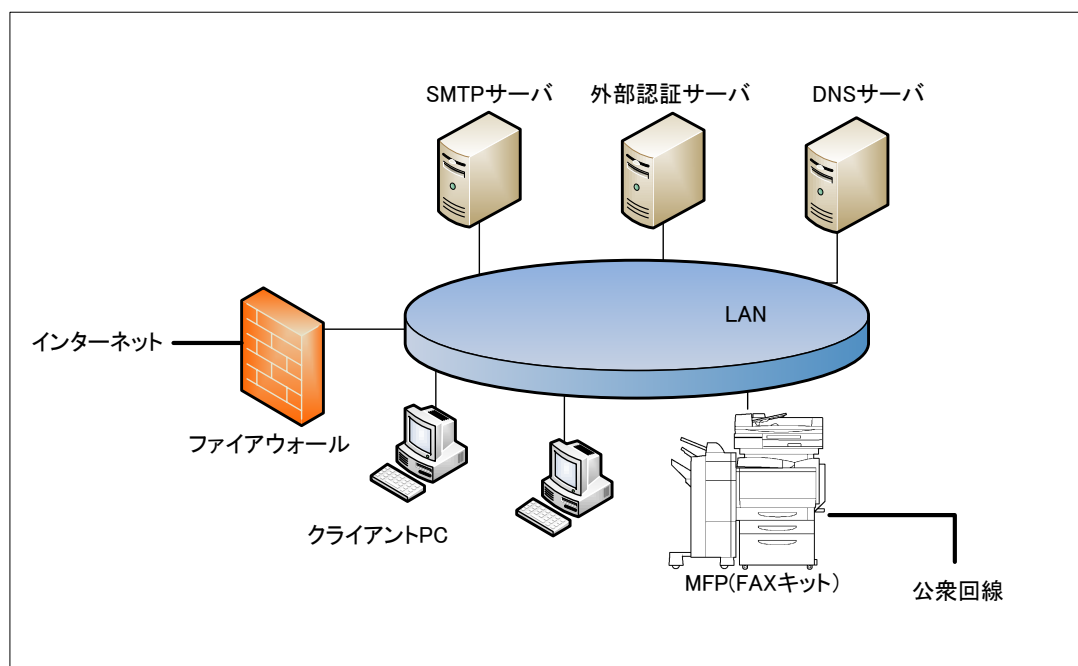 SMTPサーバ
外部認証サーバ
DNSサーバ
LAN
インターネット
ファイアウォール
クライアントPC
MFP(FAXキット)
公衆回線